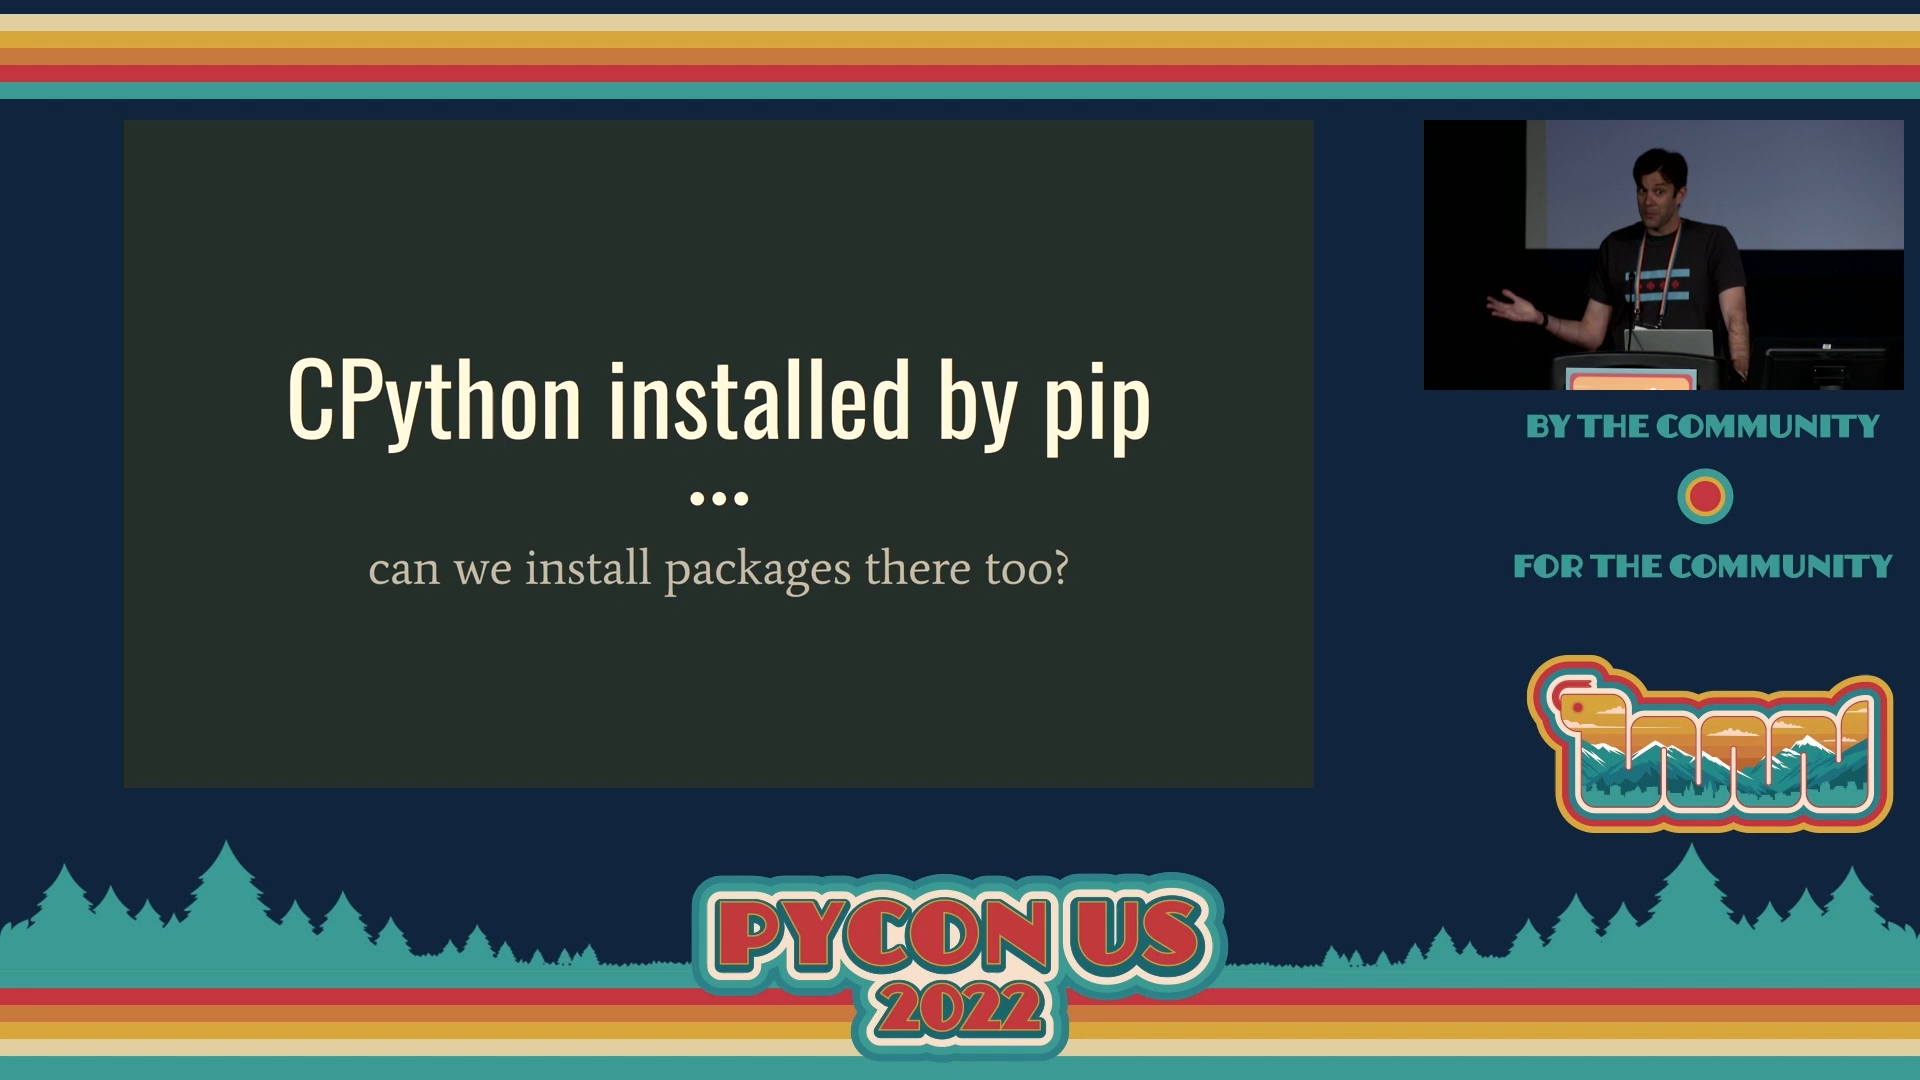 CPython installed by pip
can we install packages there too?
BY THE COMMUNITY
FOR THE COMMUNITY
PYCON US
2022